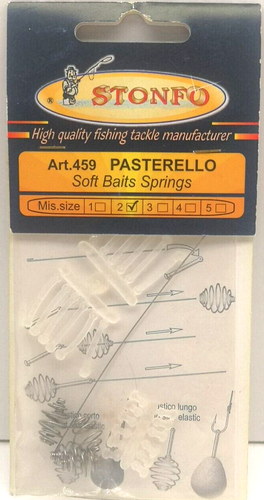 ® STONFO
High quality fishing tackle manufacturer
Art.459 PASTERELLO
Soft Baits Springs
Mis.size 1 2 3 4 5
lungo
elastic